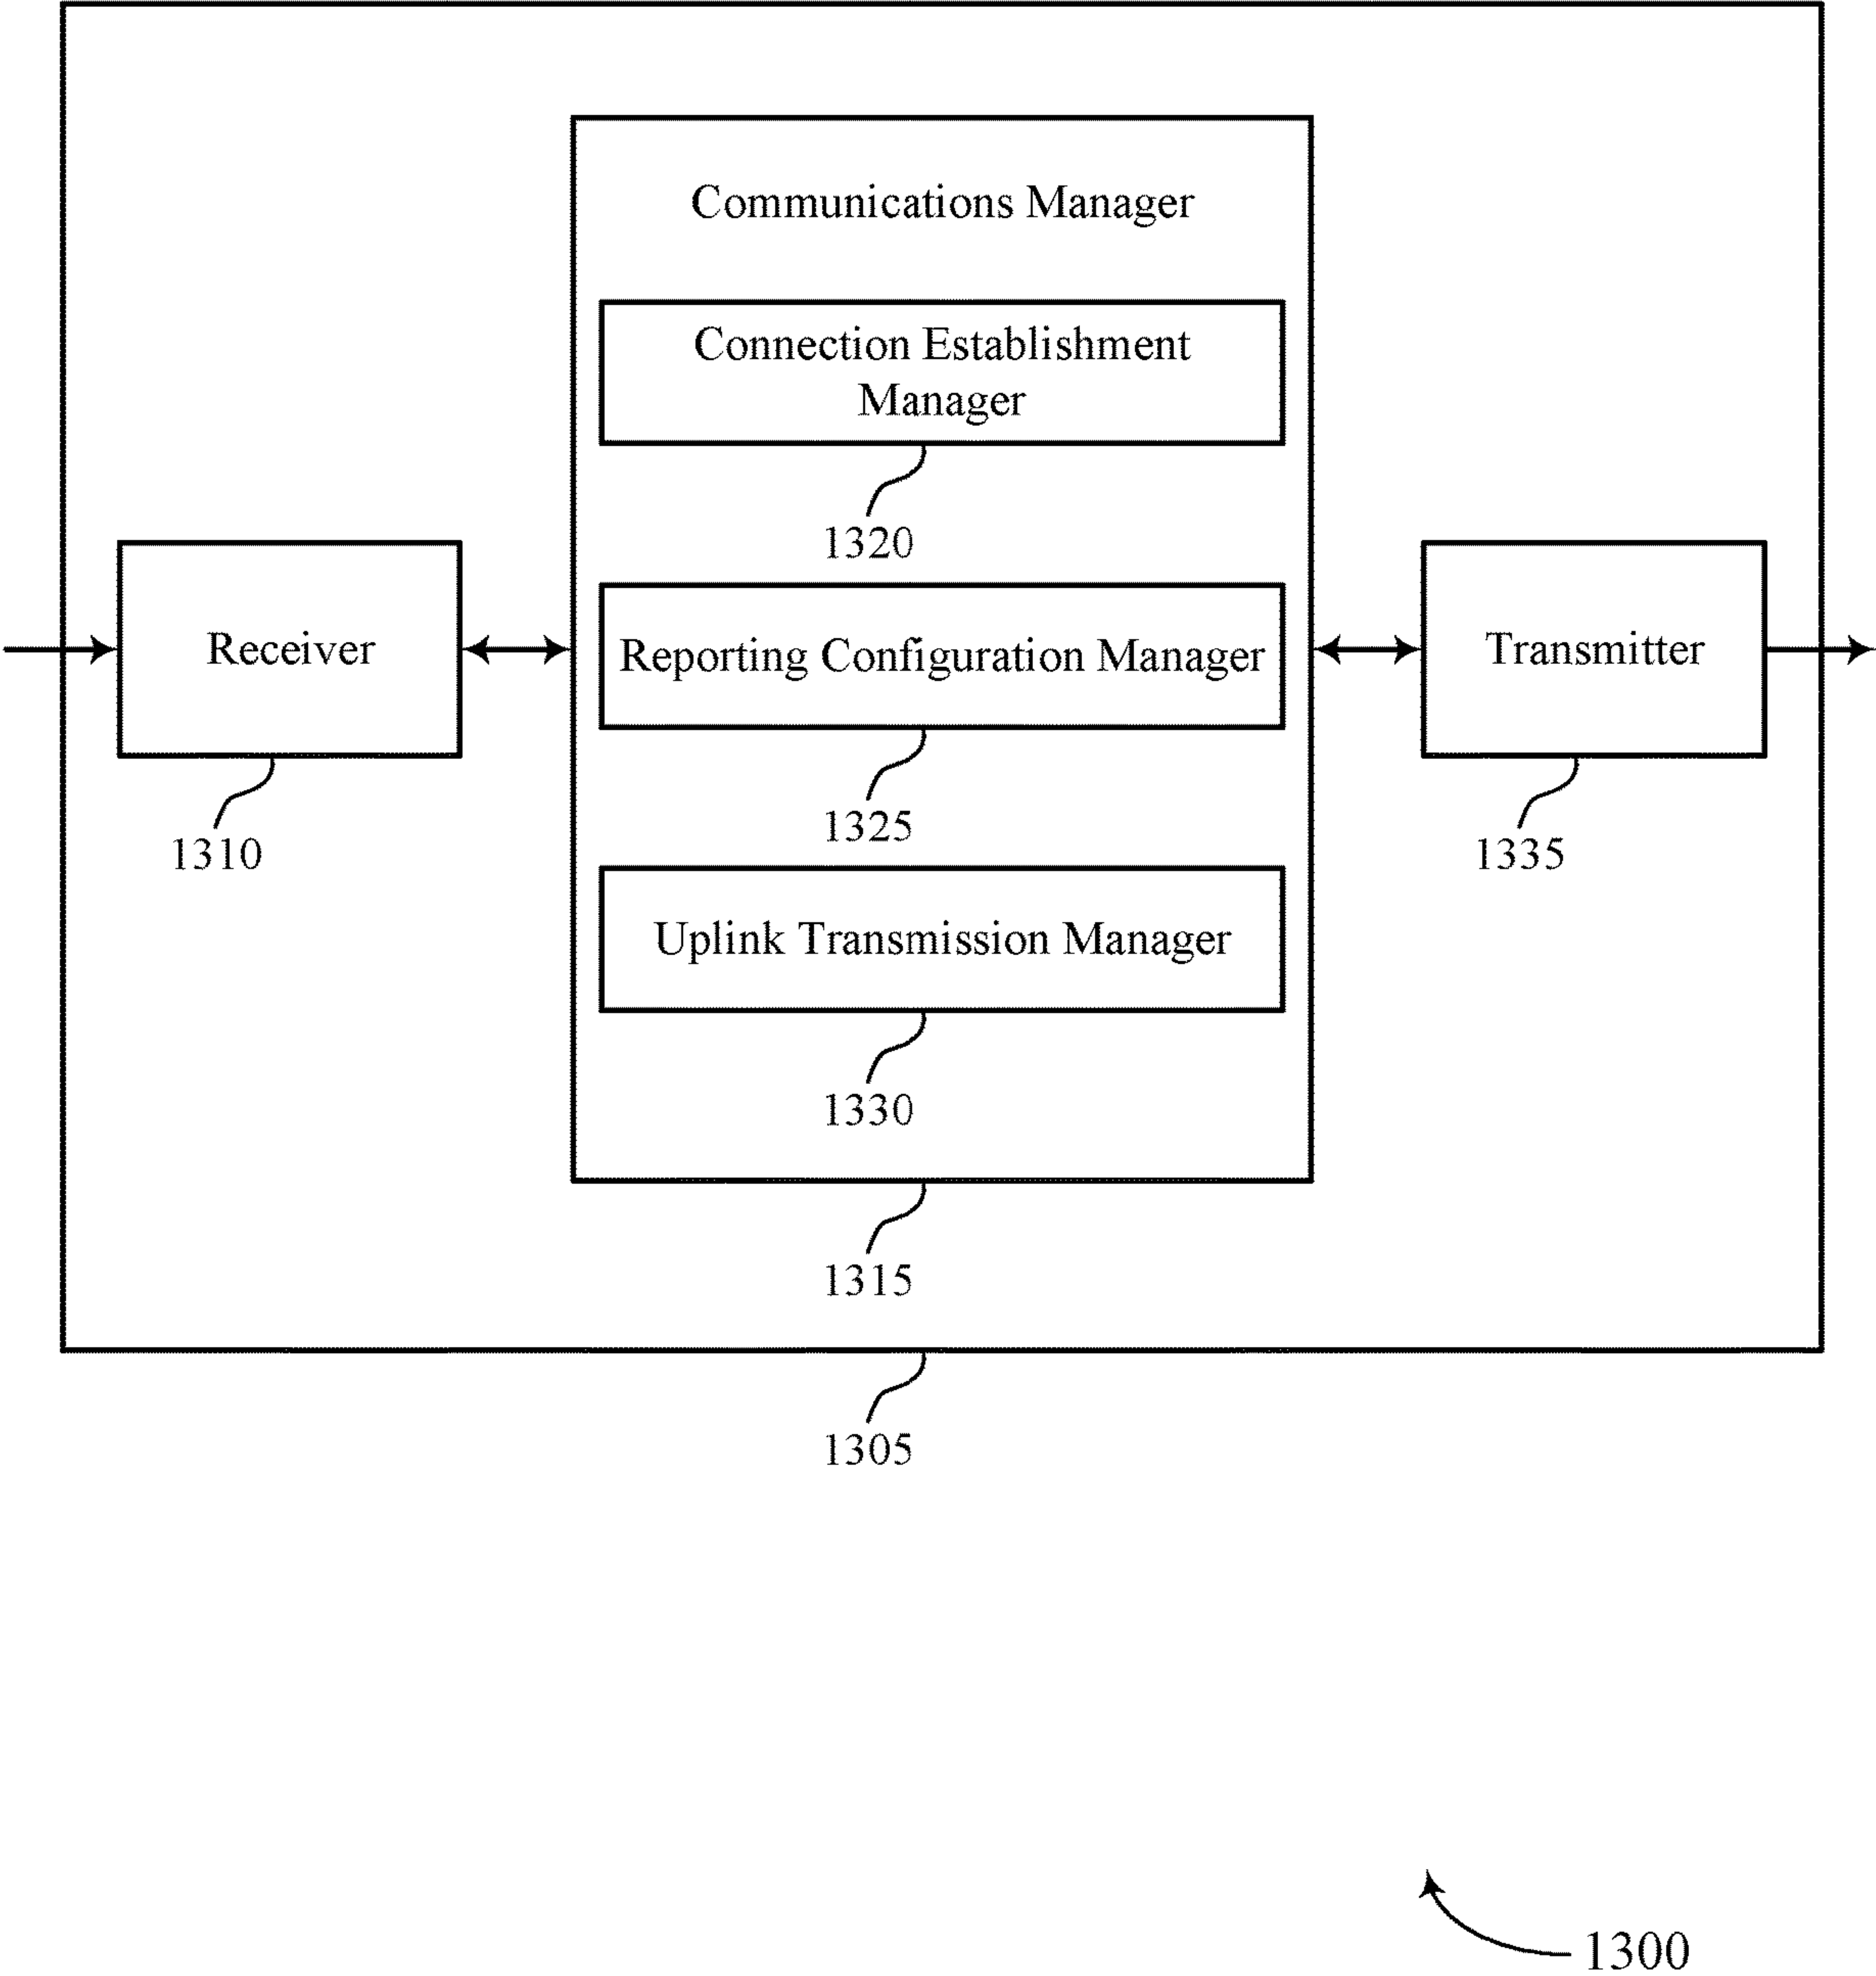 Communications Manager
Connection Establishment
Manager
1320
Receiver
1310
Reporting Configuration Manager
1325
Transmitter
1335
Uplink Transmission Manager
1330
1315
1305
1300